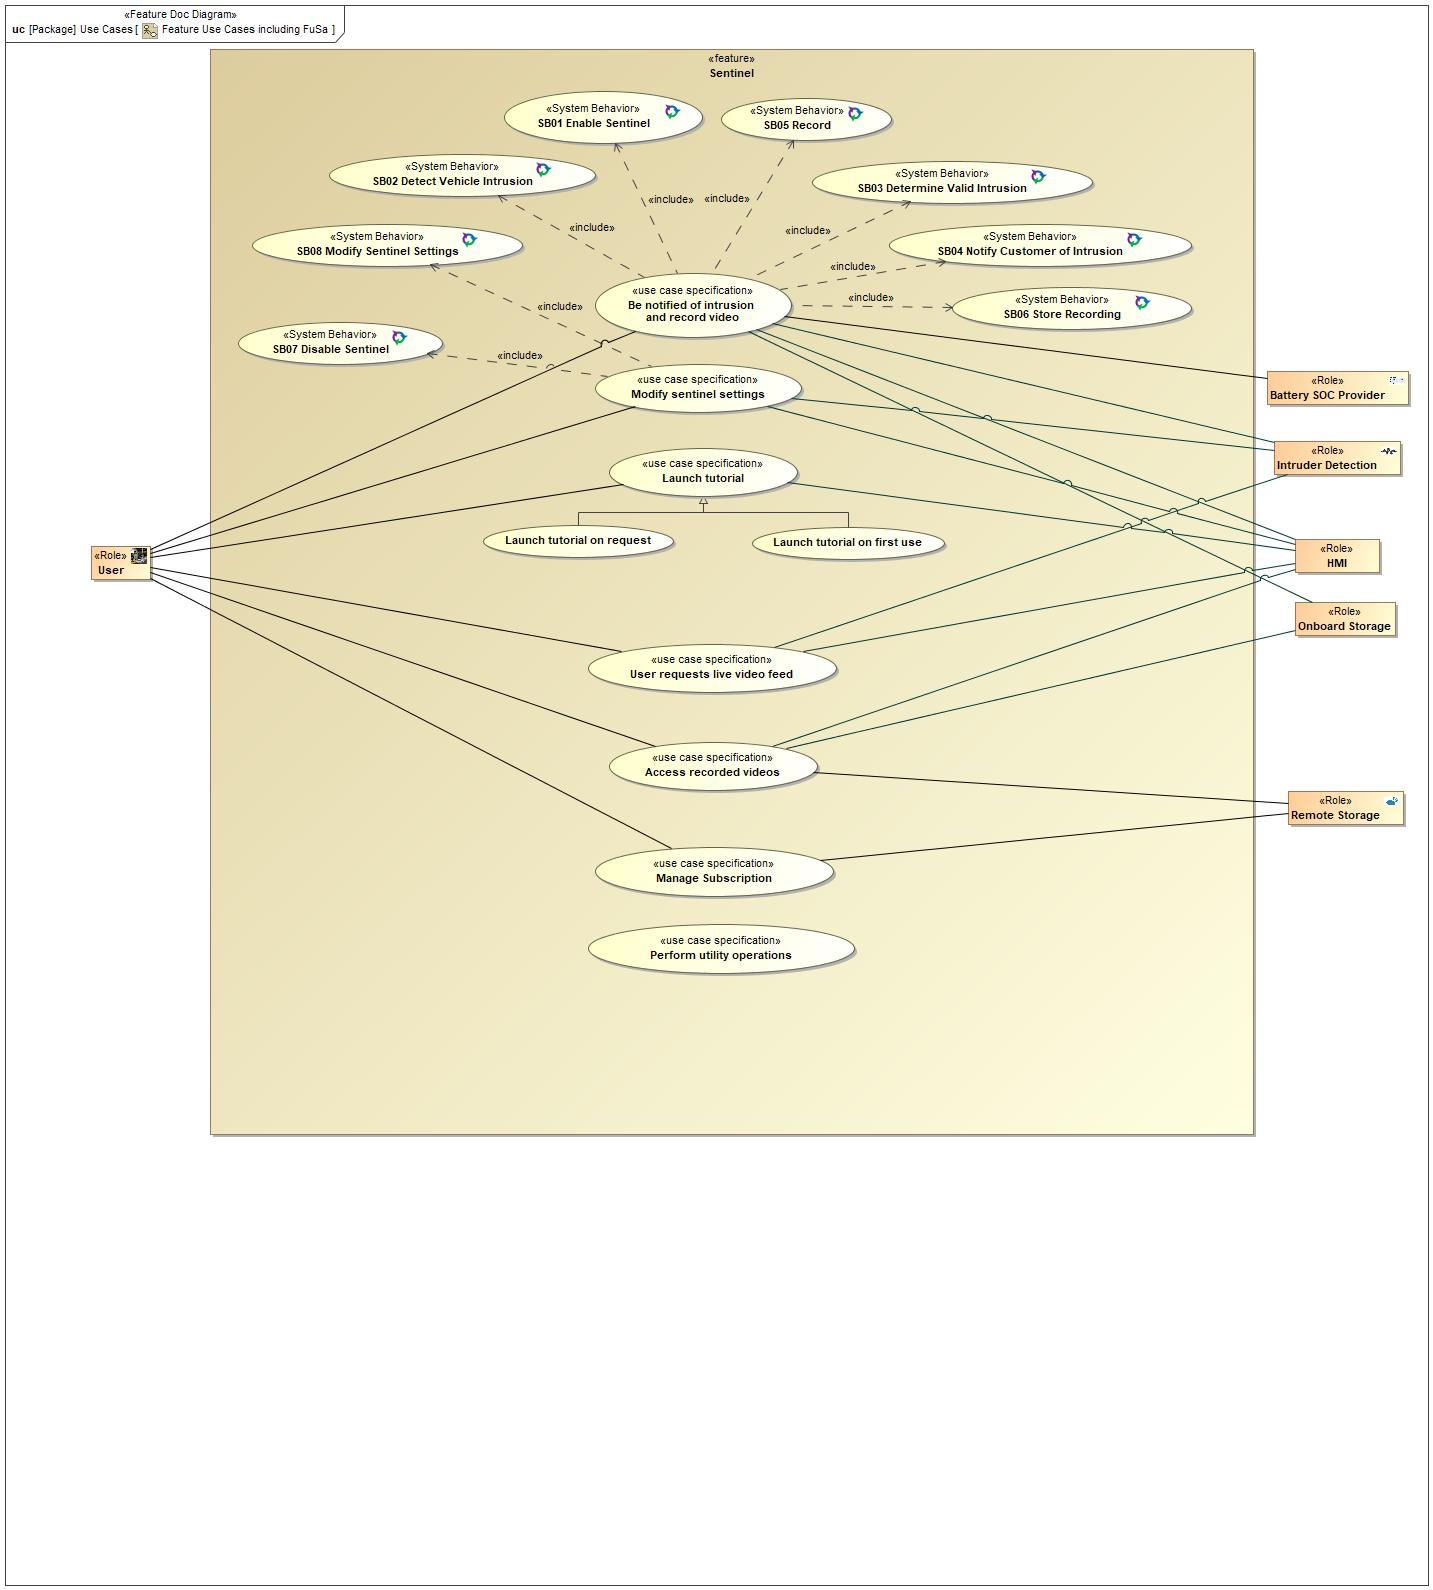 «Feature Doc Diagram»
uc [Package] Use Cases [ Feature Use Cases including FuSa ]
«feature»
Sentinel
«System Behavior»
SB01 Enable Sentinel
«System Behavior»
SB05 Record
«System Behavior»
SB02 Detect Vehicle Intrusion
«System Behavior»
SB03 Determine Valid Intrusion
«include»
«include»
«include»
«include»
«System Behavior»
SB08 Modify Sentinel Settings
«System Behavior»
SB04 Notify Customer of Intrusion
«include»
«use case specification»
Be notified of intrusion
and record video
«include»
«include»
«System Behavior»
SB06 Store Recording
«System Behavior»
SB07 Disable Sentinel
«include»
«use case specification»
Modify sentinel settings
«Role»
Battery SOC Provider
«use case specification»
Launch tutorial
«Role»
Intruder Detection
Launch tutorial on request
Launch tutorial on first use
«Role»
User
«Role»
HMI
«Role»
Onboard Storage
«use case specification»
User requests live video feed
«use case specification»
Access recorded videos
«Role»
Remote Storage
«use case specification»
Manage Subscription
«use case specification»
Perform utility operations